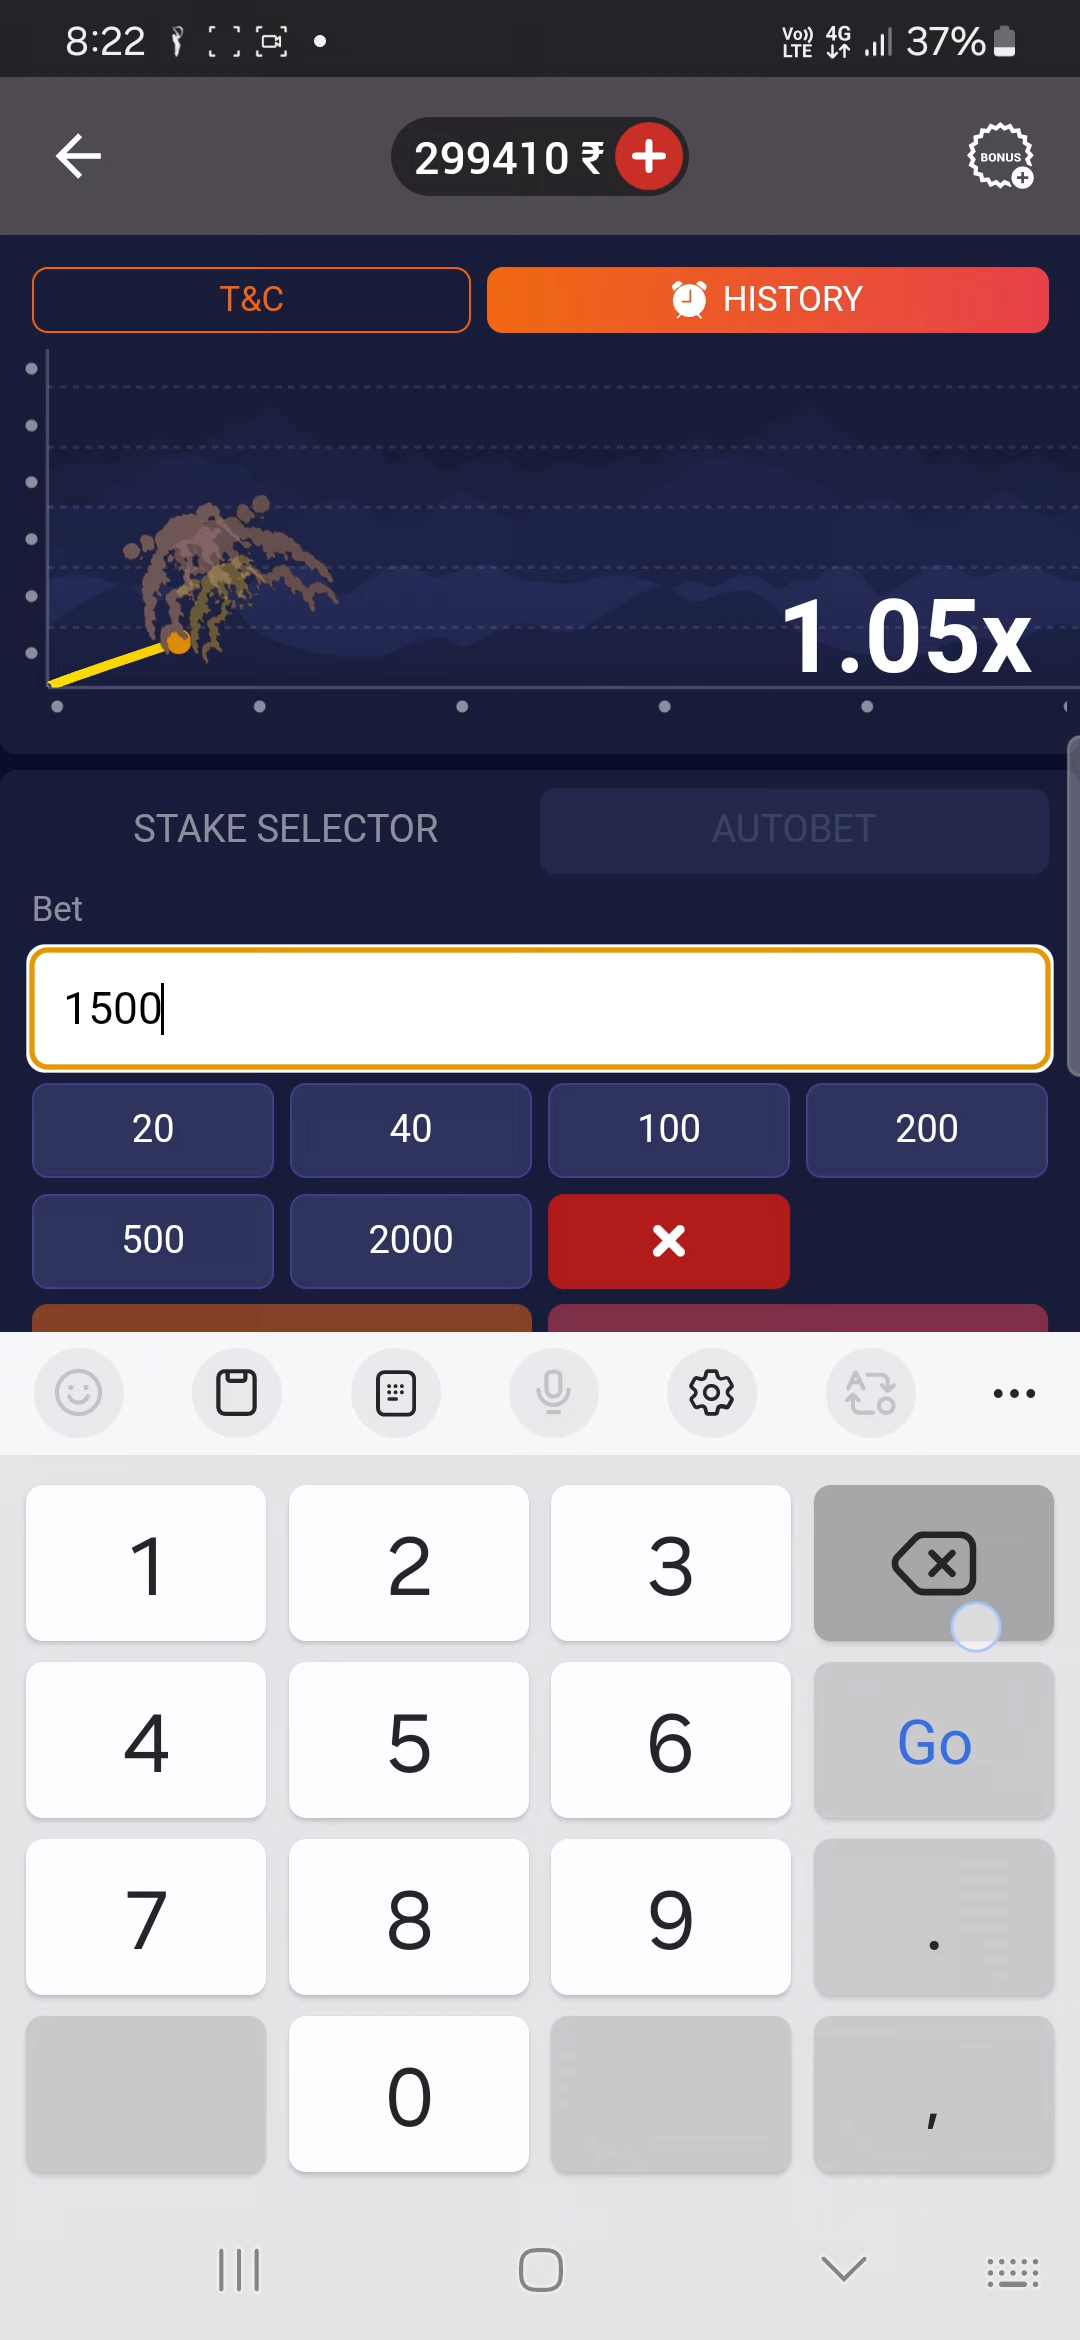 8:22
Vo)) LTE 4G 37%
299410 ₹
BONUS
T&C
HISTORY
1.05x
STAKE SELECTOR
AUTOBET
Bet
1500
20 40 100 200
500 2000
1 2 3
4 5 6 Go
7 8 9 .
0 ,